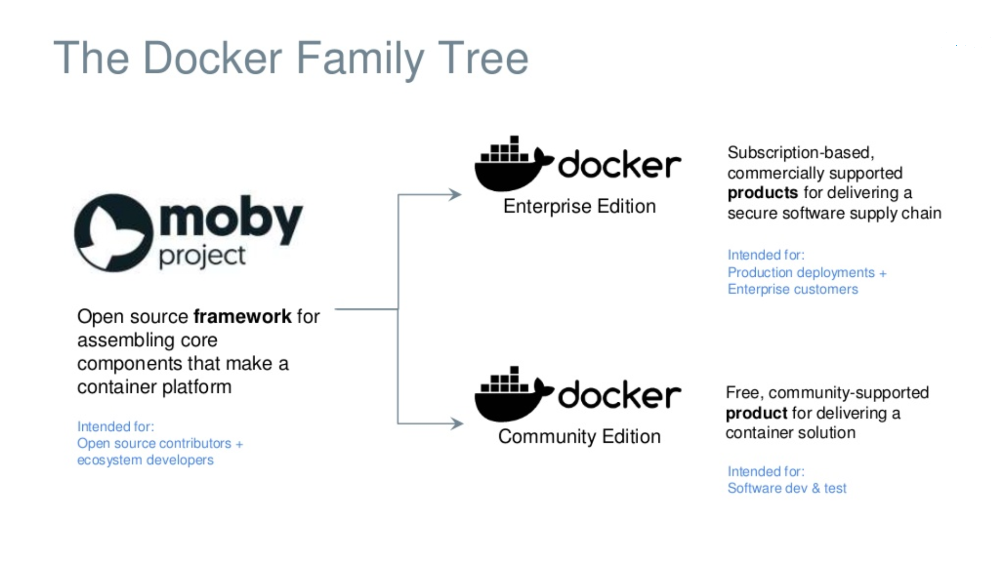 The Docker Family Tree
moby
project
Open source framework for
assembling core
components that make a
container platform
Intended for:
Open source contributors +
ecosystem developers
docker
Enterprise Edition
Subscription-based,
commercially supported
products for delivering a
secure software supply chain
Intended for:
Production deployments +
Enterprise customers
docker
Community Edition
Free, community-supported
product for delivering a
container solution
Intended for:
Software dev & test